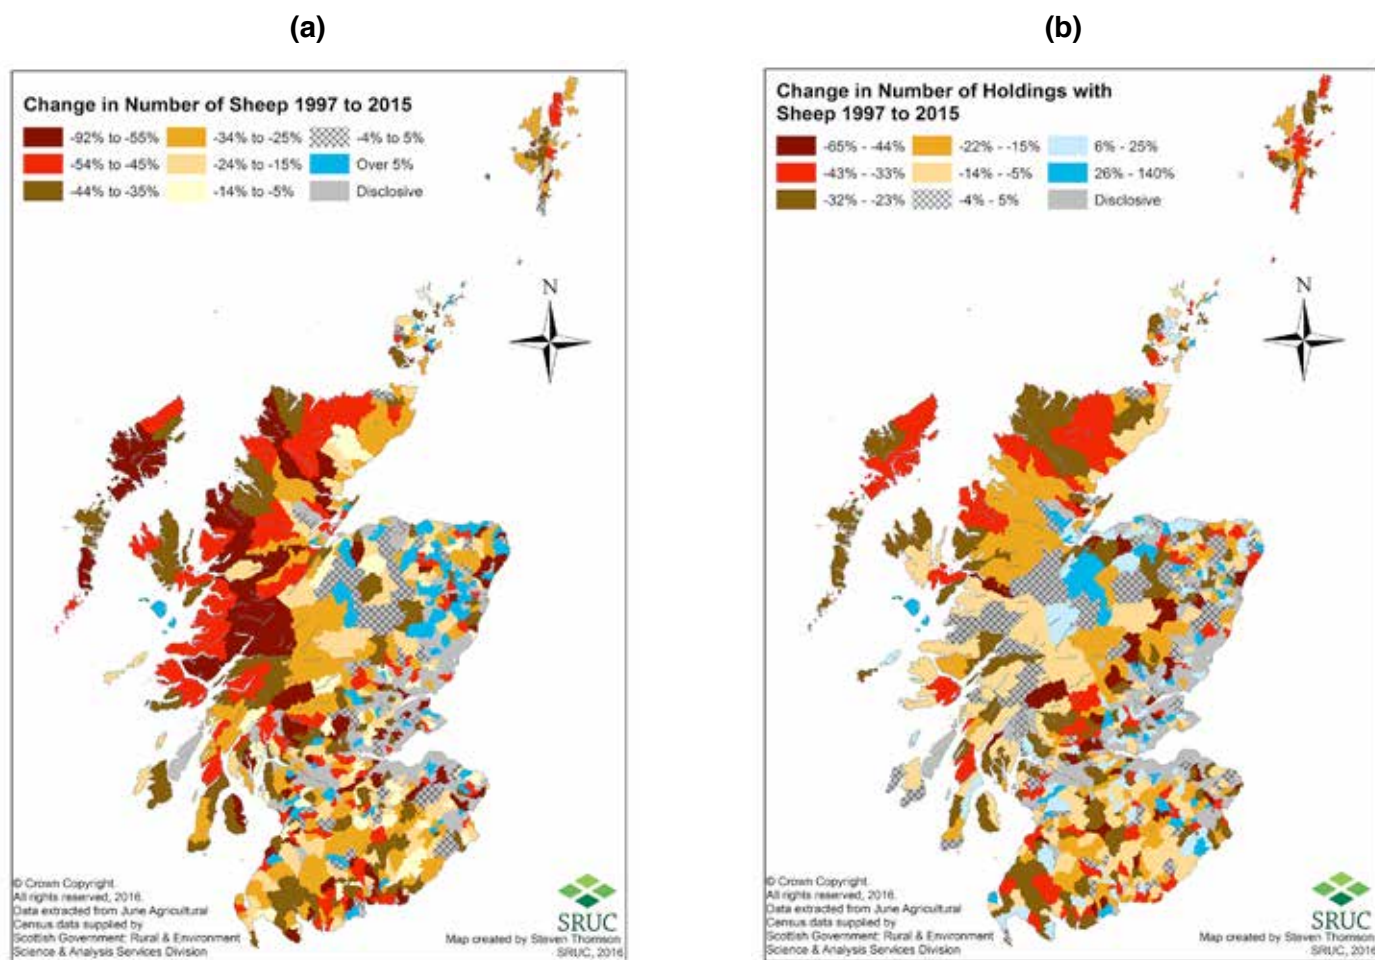 (a)
Change in Number of Sheep 1997 to 2015
-92% to -55%
-34% to -25%
-4% to 5%
-54% to -45%
-24% to -15%
Over 5%
-44% to -35%
-14% to -5%
Disclosive
N
© Crown Copyright.
All rights reserved, 2016.
Data extracted from June Agricultural
Census data supplied by
Scottish Government: Rural & Environment
Science & Analysis Services Division
SRUC
Map created by Steven Thomson
SRUC, 2016
(b)
Change in Number of Holdings with
Sheep 1997 to 2015
-65% - -44%
-22% - -15%
6% - 25%
-43% - -33%
-14% - -5%
26% - 140%
-32% - -23%
-4% - 5%
Disclosive
N
© Crown Copyright.
All rights reserved, 2016.
Data extracted from June Agricultural
Census data supplied by
Scottish Government: Rural & Environment
Science & Analysis Services Division
SRUC
Map created by Steven Thomson
SRUC, 2016